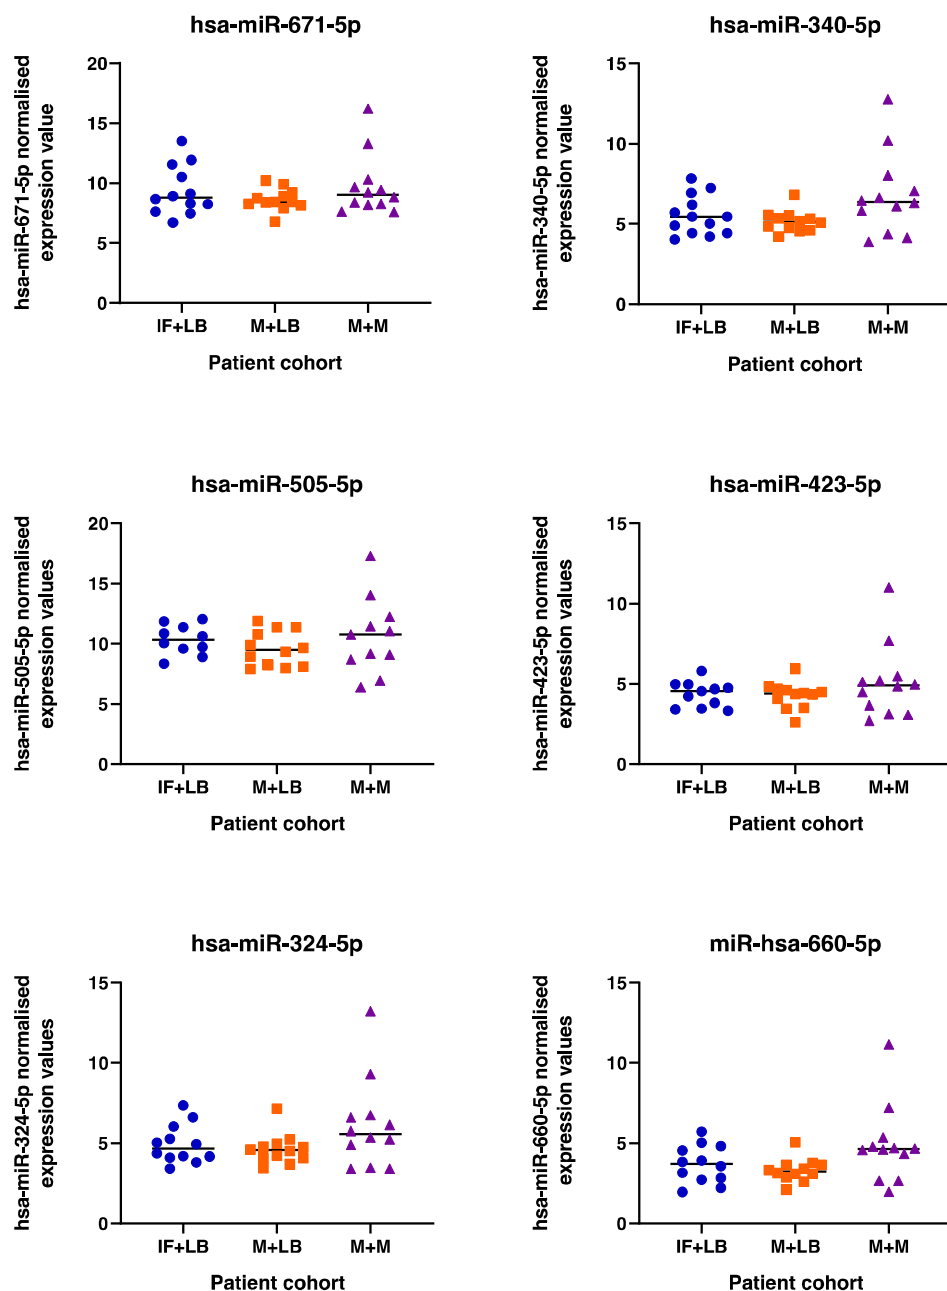 hsa-miR-671-5p
hsa-miR-671-5p normalised
expression value
20
15
10
5
0
IF+LB M+LB M+M
Patient cohort
hsa-miR-340-5p
hsa-miR-340-5p normalised
expression value
15
10
5
0
IF+LB M+LB M+M
Patient cohort
hsa-miR-505-5p
hsa-miR-505-5p normalised
expression values
20
15
10
5
0
IF+LB M+LB M+M
Patient cohort
hsa-miR-423-5p
hsa-miR-423-5p normalised
expression values
15
10
5
0
IF+LB M+LB M+M
Patient cohort
hsa-miR-324-5p
hsa-miR-324-5p normalised
expression values
15
10
5
0
IF+LB M+LB M+M
Patient cohort
miR-hsa-660-5p
hsa-miR-660-5p normalised
expression values
15
10
5
0
IF+LB M+LB M+M
Patient cohort